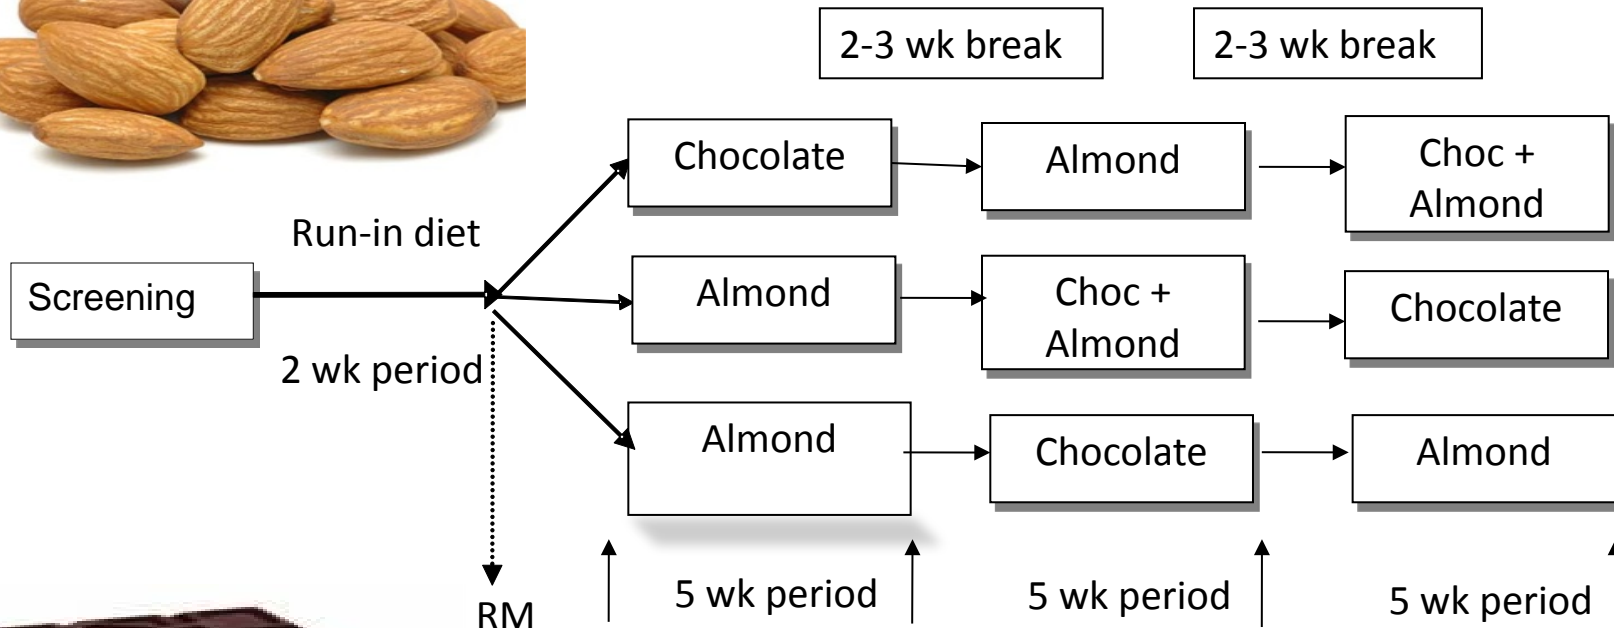 2-3 wk break
2-3 wk break
Chocolate
Almond
Choc +
Almond
Run-in diet
Screening
2 wk period
Almond
Choc +
Almond
Chocolate
Almond
Chocolate
Almond
5 wk period
5 wk period
5 wk period
RM